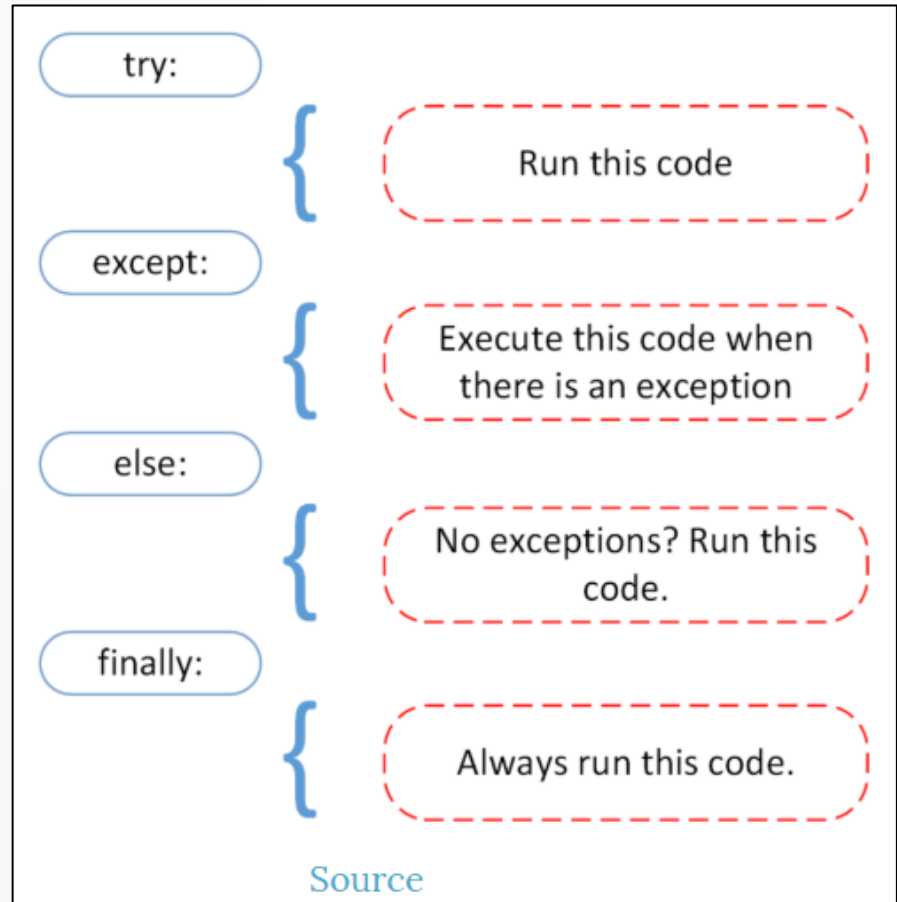 try:
Run this code
except:
Execute this code when
there is an exception
else:
No exceptions? Run this
code.
finally:
Always run this code.
Source